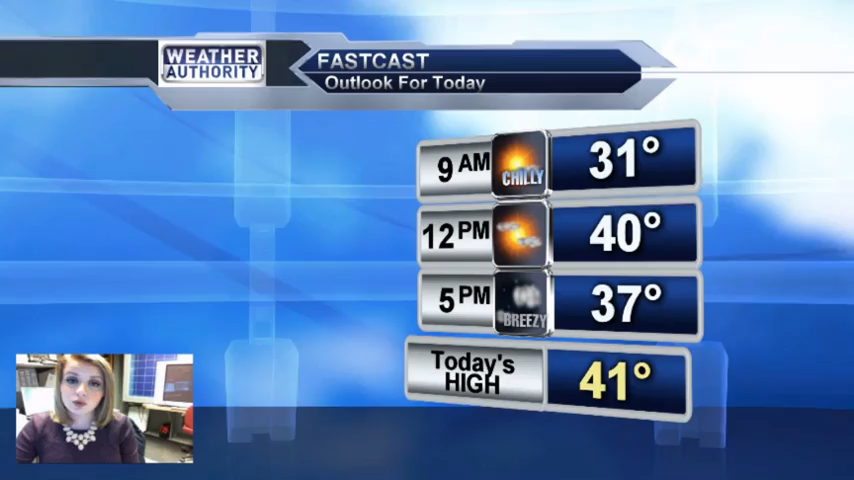 WEATHER
AUTHORITY
FASTCAST
Outlook For Today
9 AM
CHILLY
31°
12 PM
40°
5 PM
BREEZY
37°
Today's
HIGH
41°